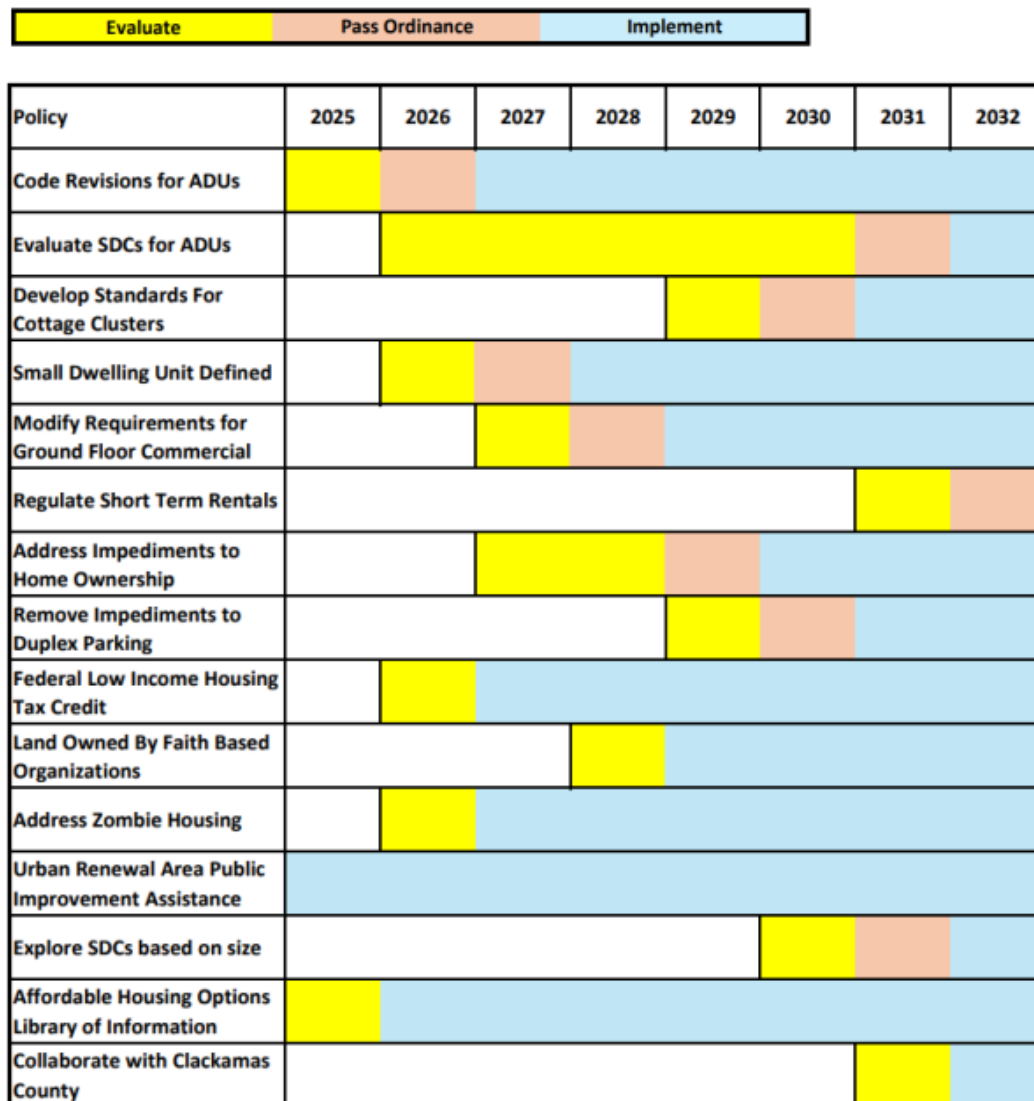 Evaluate Pass Ordinance Implement
Policy 2025 2026 2027 2028 2029 2030 2031 2032
Code Revisions for ADUs
Evaluate SDCs for ADUs
Develop Standards For
Cottage Clusters
Small Dwelling Unit Defined
Modify Requirements for
Ground Floor Commercial
Regulate Short Term Rentals
Address Impediments to
Home Ownership
Remove Impediments to
Duplex Parking
Federal Low Income Housing
Tax Credit
Land Owned By Faith Based
Organizations
Address Zombie Housing
Urban Renewal Area Public
Improvement Assistance
Explore SDCs based on size
Affordable Housing Options
Library of Information
Collaborate with Clackamas
County